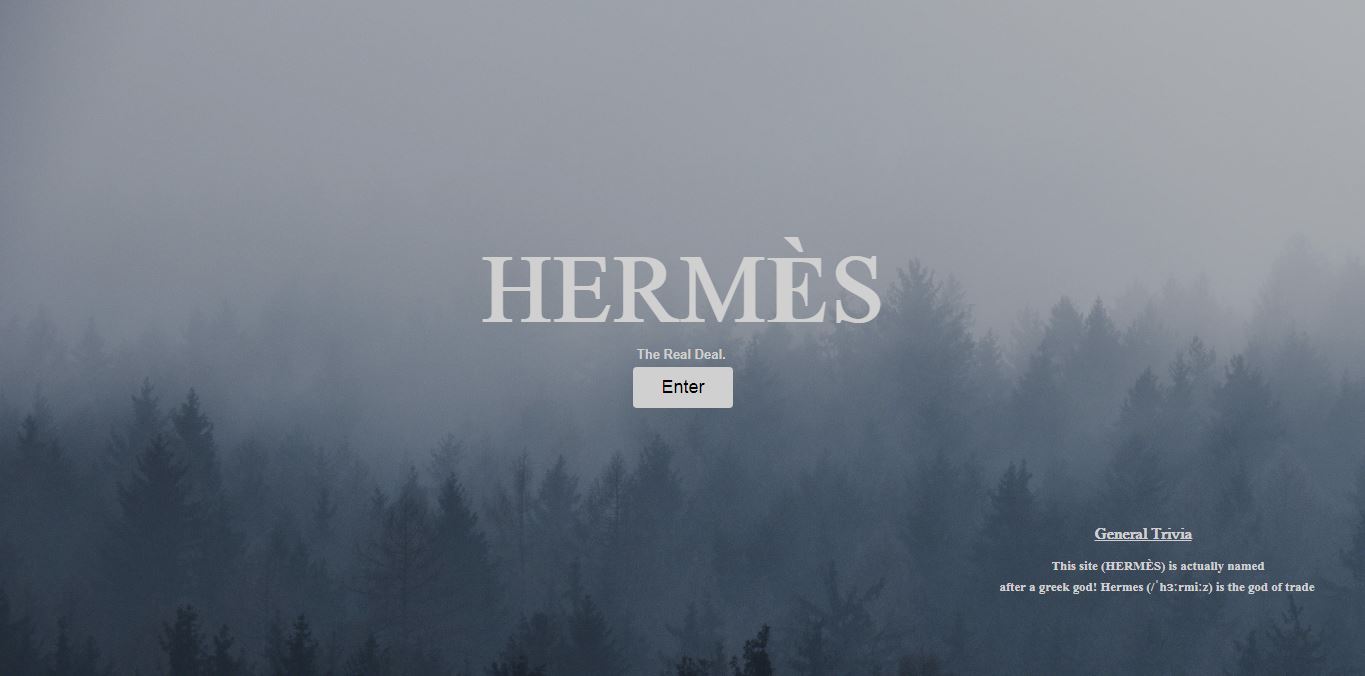 HERMÈS
The Real Deal.
Enter
General Trivia
This site (HERMÈS) is actually named
after a greek god! Hermes (/ˈhɜːrmiːz) is the god of trade